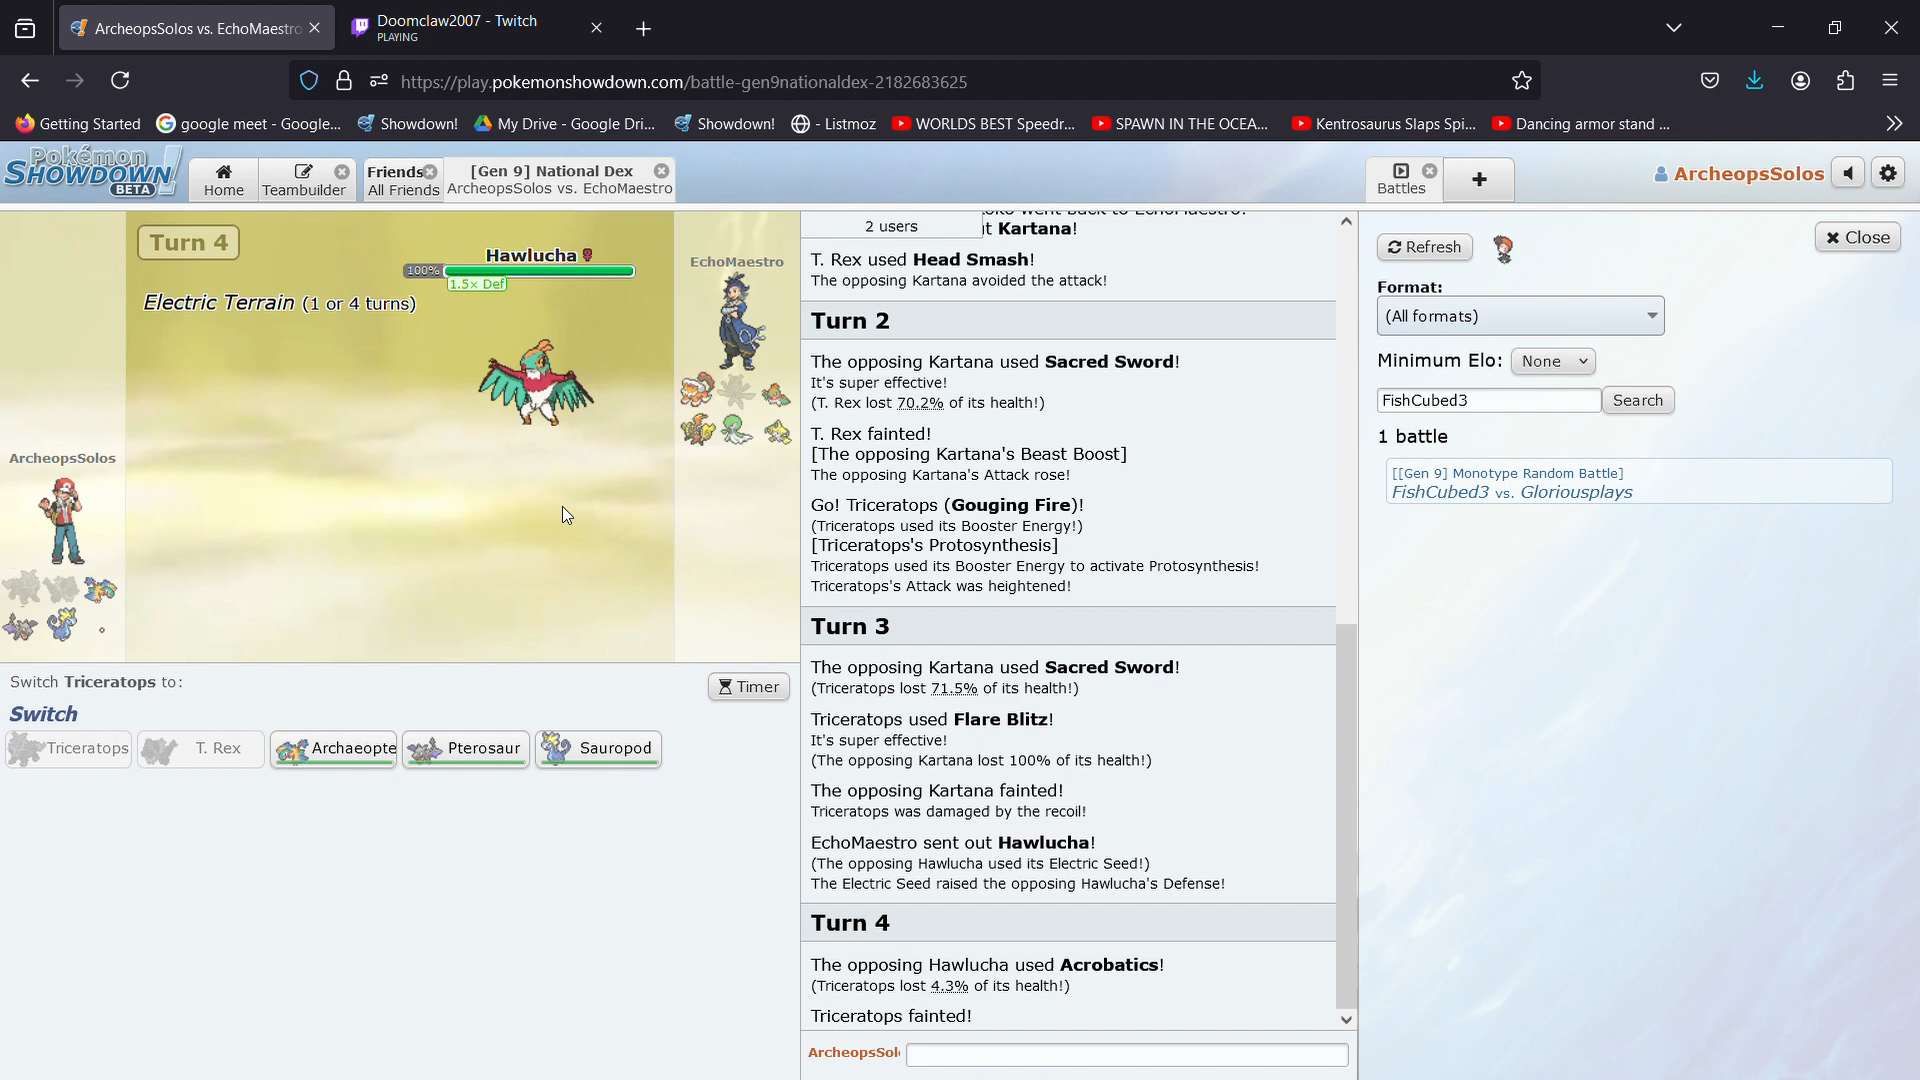 ArcheopsSolos vs. EchoMaestro
Doomclaw2007 - Twitch
PLAYING
https://play.pokemonshowdown.com/battle-gen9nationaldex-2182683625
Getting Started
google meet - Google...
Showdown!
My Drive - Google Dri...
Showdown!
- Listmoz
WORLDS BEST Speedr...
SPAWN IN THE OCEA...
Kentrosaurus Slaps Spi...
Dancing armor stand ...
Pokémon
SHOWDOWN!
BETA
Home
Teambuilder
Friends
All Friends
[Gen 9] National Dex
ArcheopsSolos vs. EchoMaestro
Battles
ArcheopsSolos
Turn 4
Hawlucha
100%
1.5× Def
Electric Terrain (1 or 4 turns)
EchoMaestro
ArcheopsSolos
Switch Triceratops to:
Timer
Switch
Triceratops
T. Rex
Archaeopte
Pterosaur
Sauropod
2 users
Kartana!
T. Rex used Head Smash!
The opposing Kartana avoided the attack!
Turn 2
The opposing Kartana used Sacred Sword!
It's super effective!
(T. Rex lost 70.2% of its health!)
T. Rex fainted!
[The opposing Kartana's Beast Boost]
The opposing Kartana's Attack rose!
Go! Triceratops (Gouging Fire)!
(Triceratops used its Booster Energy!)
[Triceratops's Protosynthesis]
Triceratops used its Booster Energy to activate Protosynthesis!
Triceratops's Attack was heightened!
Turn 3
The opposing Kartana used Sacred Sword!
(Triceratops lost 71.5% of its health!)
Triceratops used Flare Blitz!
It's super effective!
(The opposing Kartana lost 100% of its health!)
The opposing Kartana fainted!
Triceratops was damaged by the recoil!
EchoMaestro sent out Hawlucha!
(The opposing Hawlucha used its Electric Seed!)
The Electric Seed raised the opposing Hawlucha's Defense!
Turn 4
The opposing Hawlucha used Acrobatics!
(Triceratops lost 4.3% of its health!)
Triceratops fainted!
ArcheopsSol
Refresh
Close
Format:
(All formats)
Minimum Elo: None
FishCubed3
Search
1 battle
[[Gen 9] Monotype Random Battle]
FishCubed3 vs. Gloriousplays